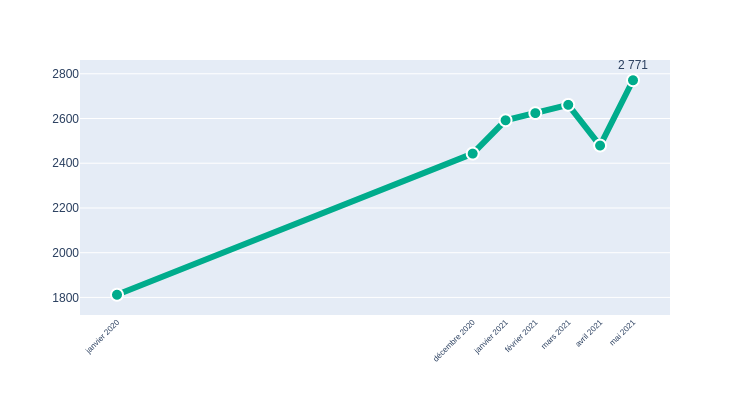 2 771
2800
2600
2400
2200
2000
1800
janvier 2020
décembre 2020
janvier 2021
février 2021
mars 2021
avril 2021
mai 2021